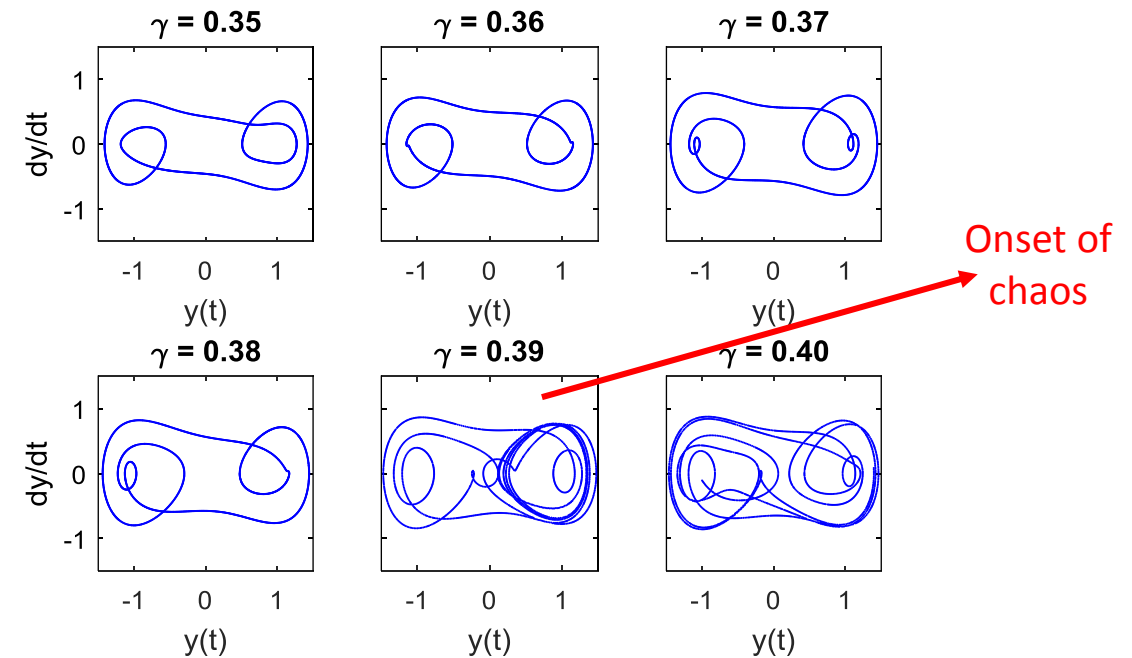 γ = 0.35
γ = 0.36
γ = 0.37
dy/dt
1
0
-1
-1 0 1
-1 0 1
-1 0 1
y(t)
y(t)
y(t)
Onset of
chaos
γ = 0.38
γ = 0.39
γ = 0.40
dy/dt
1
0
-1
-1 0 1
-1 0 1
-1 0 1
y(t)
y(t)
y(t)